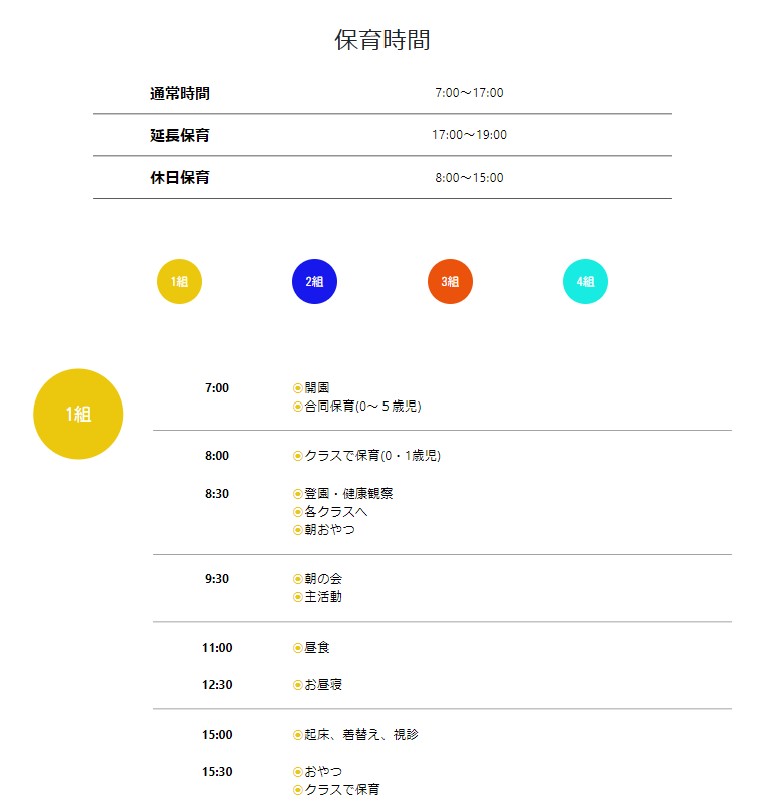 保育時間
通常時間 7:00～17:00
延長保育 17:00～19:00
休日保育 8:00～15:00
1組 2組 3組 4組
1組
7:00 ◉開園
◉合同保育(0～５歳児)
8:00 ◉クラスで保育(0・1歳児)
8:30 ◉登園・健康観察
◉各クラスへ
◉朝おやつ
9:30 ◉朝の会
◉主活動
11:00 ◉昼食
12:30 ◉お昼寝
15:00 ◉起床、着替え、視診
15:30 ◉おやつ
◉クラスで保育